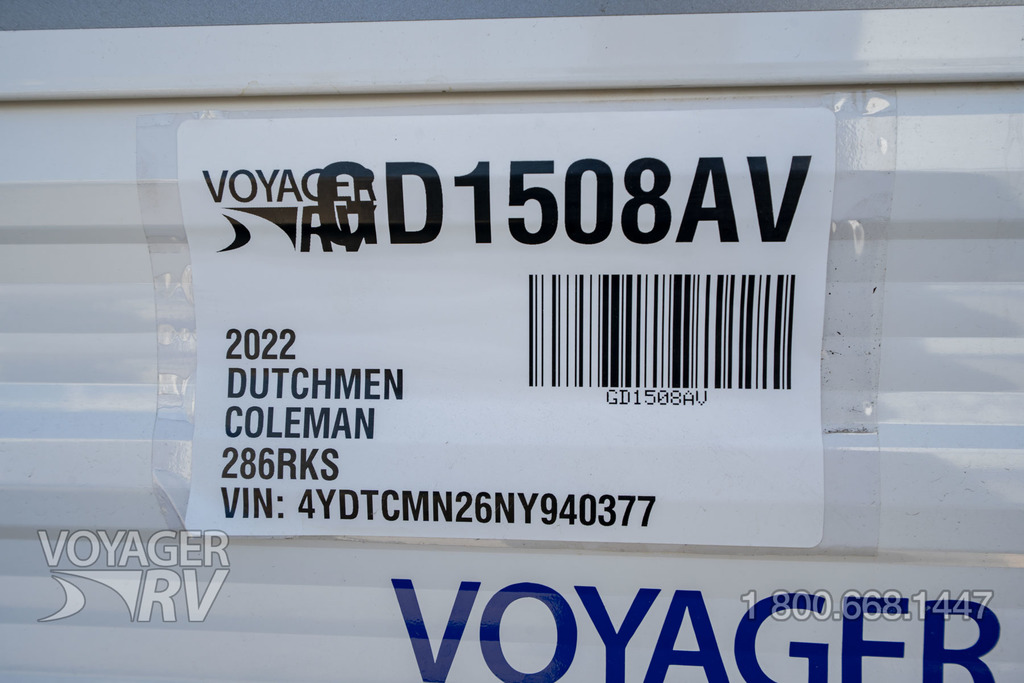 VOYAGER RV GD1508AV
GD1508AV
2022
DUTCHMEN
COLEMAN
286RKS
VIN: 4YDTCMN26NY940377
VOYAGER
RV
1 800.668.1447
VOYAGER